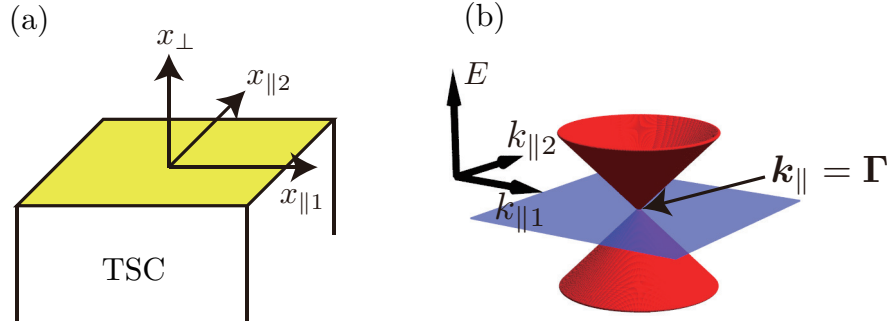 (a)
x⊥
x∥2
x∥1
TSC
(b)
E
k∥2
k∥1
k∥ = Γ